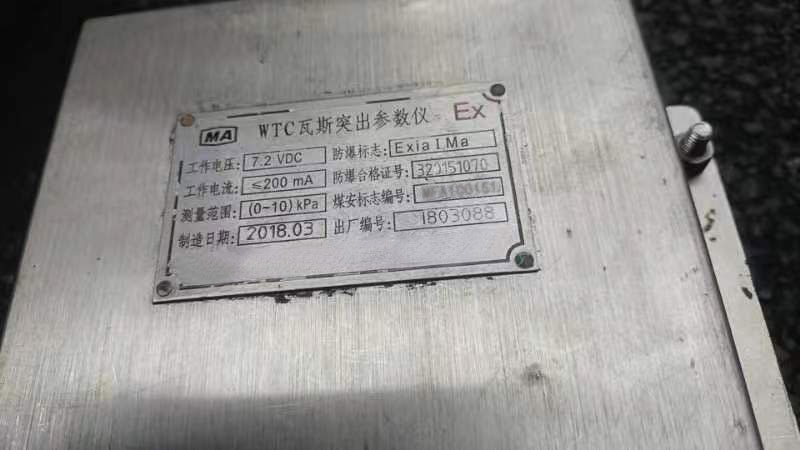 MA WTC瓦斯突出参数仪 Ex
工作电压: 7.2 VDC 防爆标志: Exia I Ma
工作电流: ≤200 mA 防爆合格证号: 320151070
测量范围: (0-10) kPa 煤安标志编号:
制造日期: 2018.03 出厂编号: 1803088